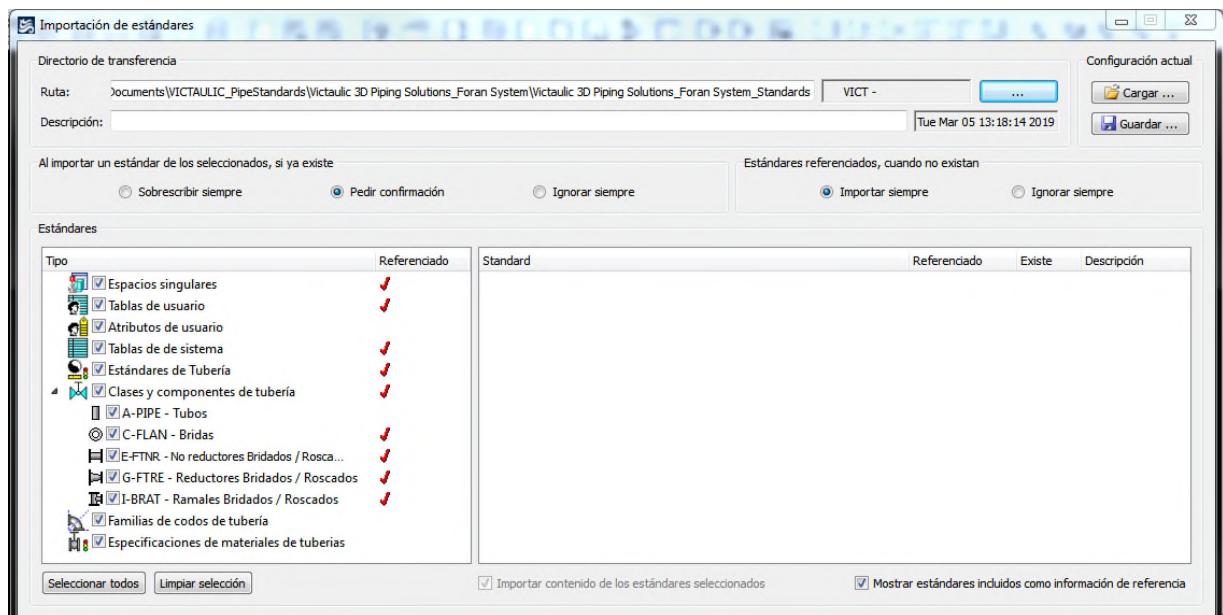 Importación de estándares
Directorio de transferencia
Configuración actual
Ruta: Documents\VICTAULIC_PipeStandards\Victaulic 3D Piping Solutions_Foran System\Victaulic 3D Piping Solutions_Foran System_Standards VICT - ... Cargar ...
Descripción: Tue Mar 05 13:18:14 2019 Guardar ...
Al importar un estándar de los seleccionados, si ya existe
Estándares referenciados, cuando no existan
Sobrescribir siempre Pedir confirmación Ignorar siempre Importar siempre Ignorar siempre
Estándares
Tipo Referenciado Standard Referenciado Existe Descripción
Espacios singulares
Tablas de usuario
Atributos de usuario
Tablas de de sistema
Estándares de Tubería
Clases y componentes de tubería
A-PIPE - Tubos
C-FLAN - Bridas
E-FTNR - No reductores Bridados / Rosca...
G-FTRE - Reductores Bridados / Roscados
I-BRAT - Ramales Bridados / Roscados
Familias de codos de tubería
Especificaciones de materiales de tuberias
Seleccionar todos Limpiar selección Importar contenido de los estándares seleccionados Mostrar estándares incluidos como información de referencia